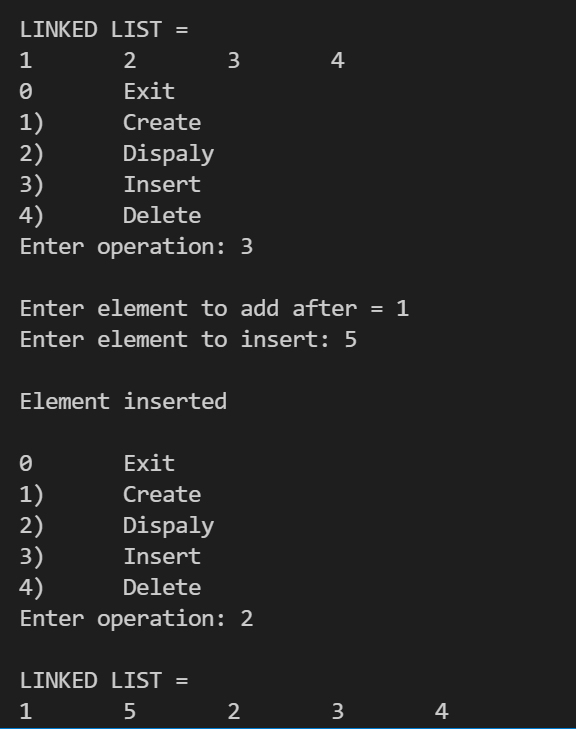 LINKED LIST =
1 2 3 4
0 Exit
1) Create
2) Dispaly
3) Insert
4) Delete
Enter operation: 3
Enter element to add after = 1
Enter element to insert: 5
Element inserted
0 Exit
1) Create
2) Dispaly
3) Insert
4) Delete
Enter operation: 2
LINKED LIST =
1 5 2 3 4